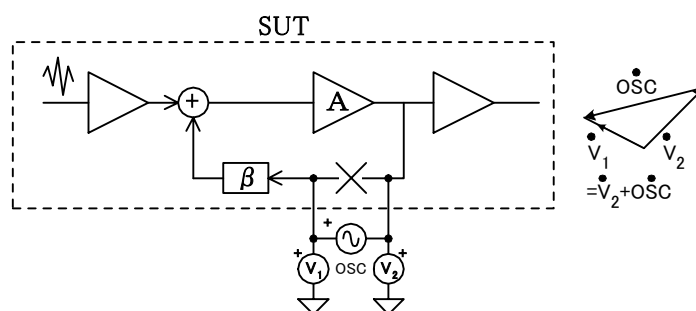 SUT
+
A
β
+
OSC
+
V1
V2
+
OSC
V1
V2
=V2+OSC